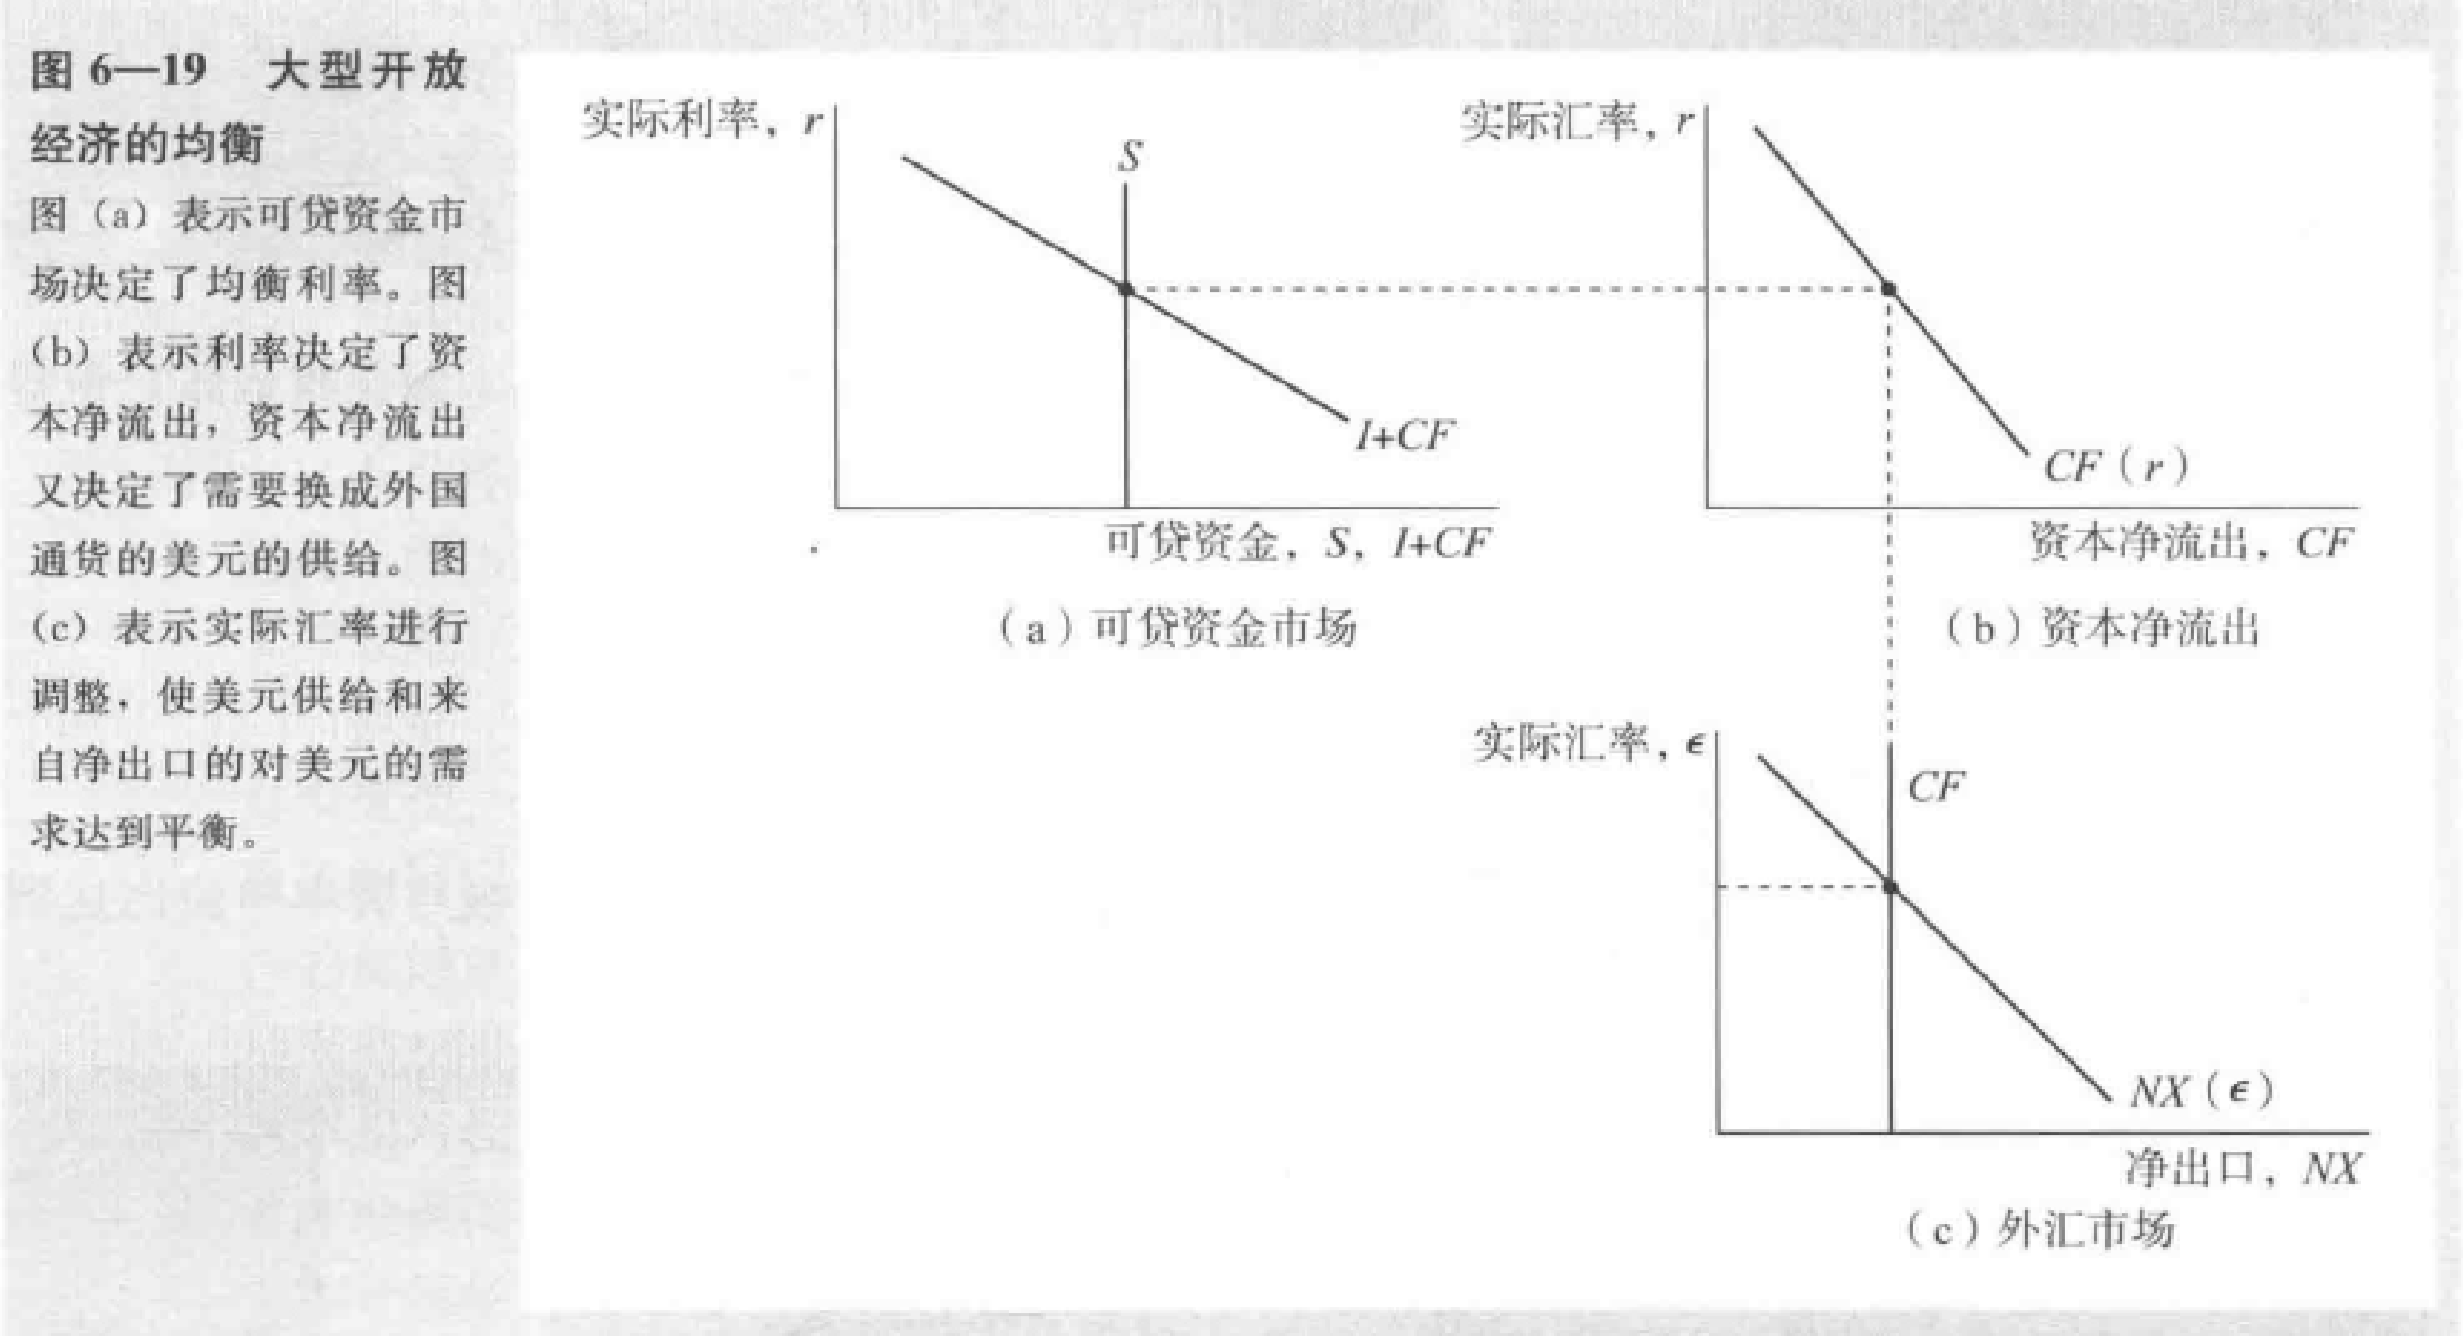 图 6—19 大型开放
经济的均衡
图（a）表示可贷资金市
场决定了均衡利率。图
（b）表示利率决定了资
本净流出，资本净流出
又决定了需要换成外国
通货的美元的供给。图
（c）表示实际汇率进行
调整，使美元供给和来
自净出口的对美元的需
求达到平衡。
实际利率，r
S
I+CF
可贷资金，S，I+CF
（a）可贷资金市场
实际汇率，r
CF（r）
资本净流出，CF
（b）资本净流出
实际汇率，ϵ
CF
NX（ϵ）
净出口，NX
（c）外汇市场